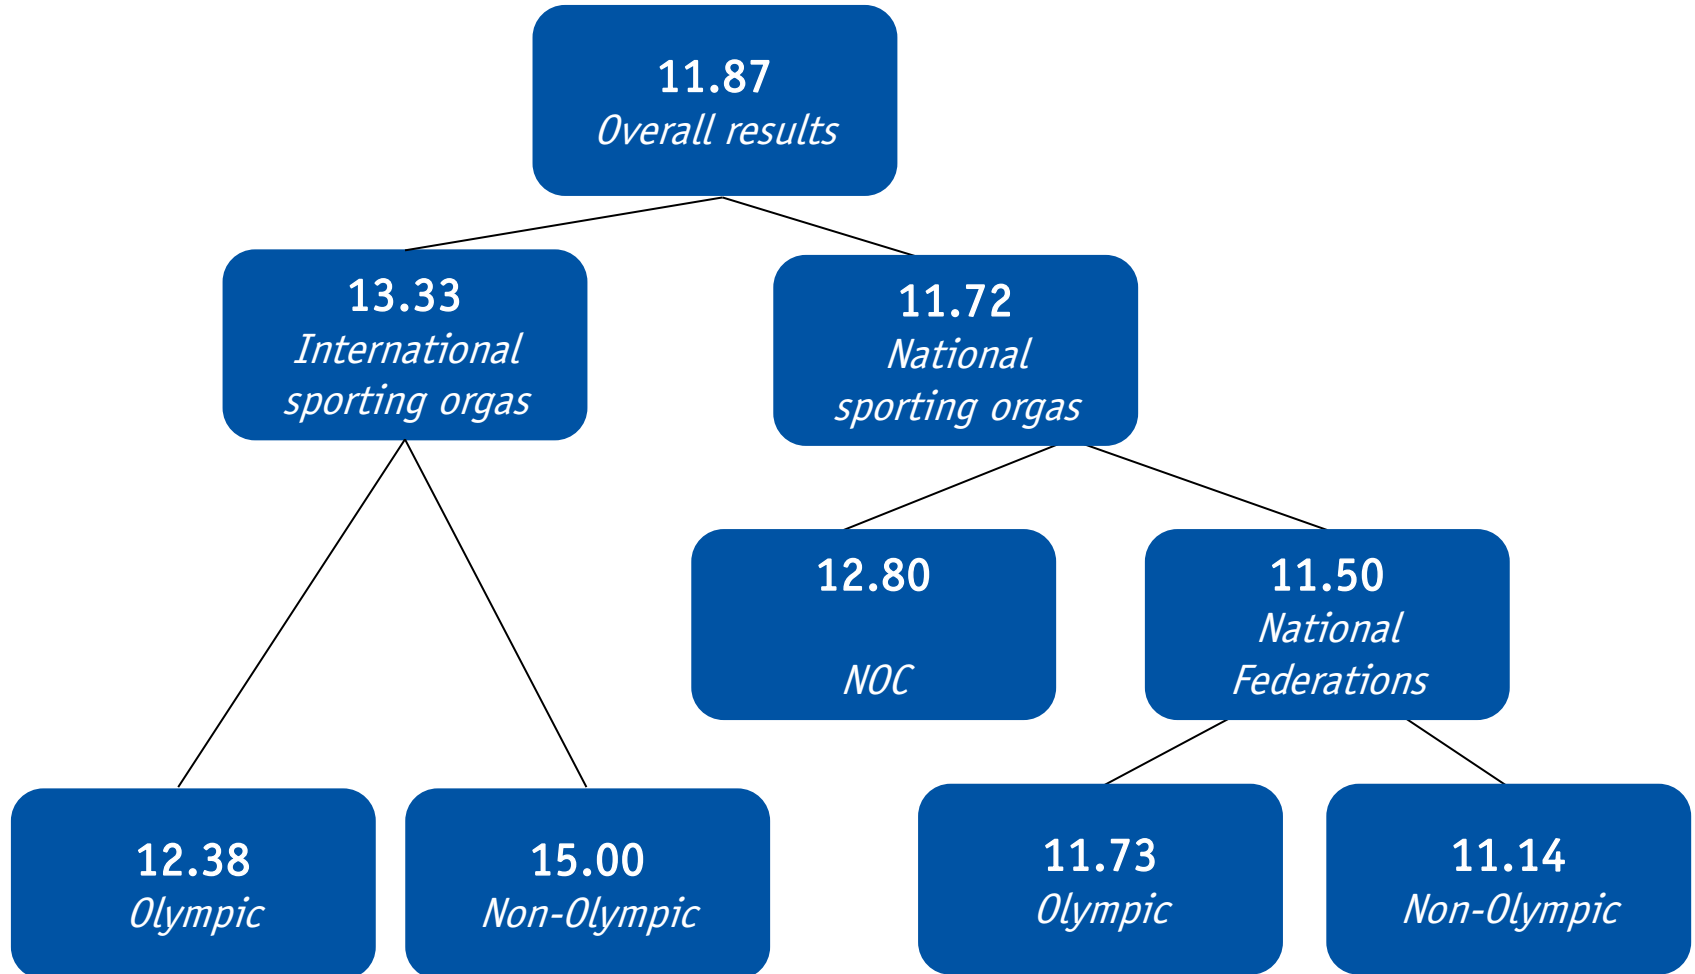 11.87
Overall results
13.33
International
sporting orgas
11.72
National
sporting orgas
12.80
NOC
11.50
National
Federations
12.38
Olympic
15.00
Non-Olympic
11.73
Olympic
11.14
Non-Olympic